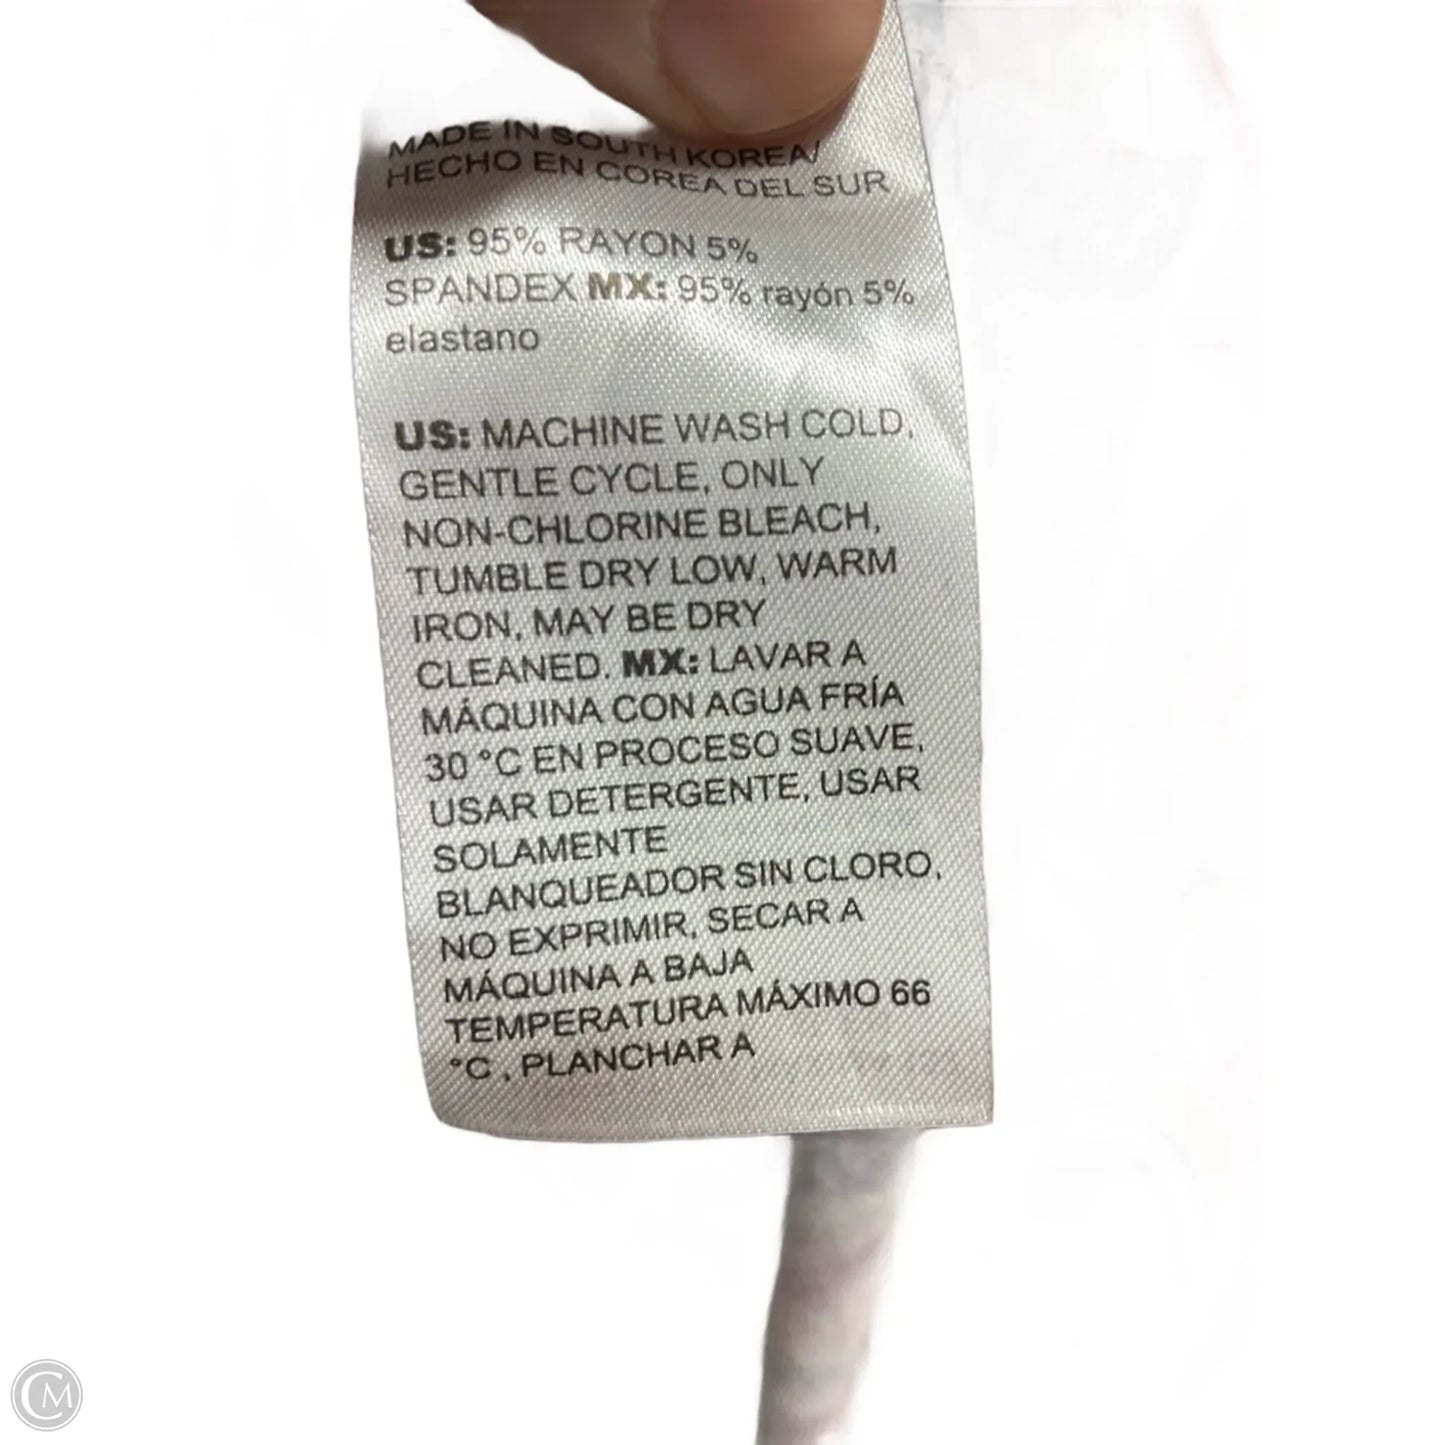 MADE IN SOUTH KOREA/
HECHO EN COREA DEL SUR
US: 95% RAYON 5%
SPANDEX MX: 95% rayón 5%
elastano
US: MACHINE WASH COLD,
GENTLE CYCLE, ONLY
NON-CHLORINE BLEACH,
TUMBLE DRY LOW, WARM
IRON, MAY BE DRY
CLEANED. MX: LAVAR A
MÁQUINA CON AGUA FRÍA
30 °C EN PROCESO SUAVE,
USAR DETERGENTE, USAR
SOLAMENTE
BLANQUEADOR SIN CLORO,
NO EXPRIMIR, SECAR A
MÁQUINA A BAJA
TEMPERATURA MÁXIMO 66
°C , PLANCHAR A
CM